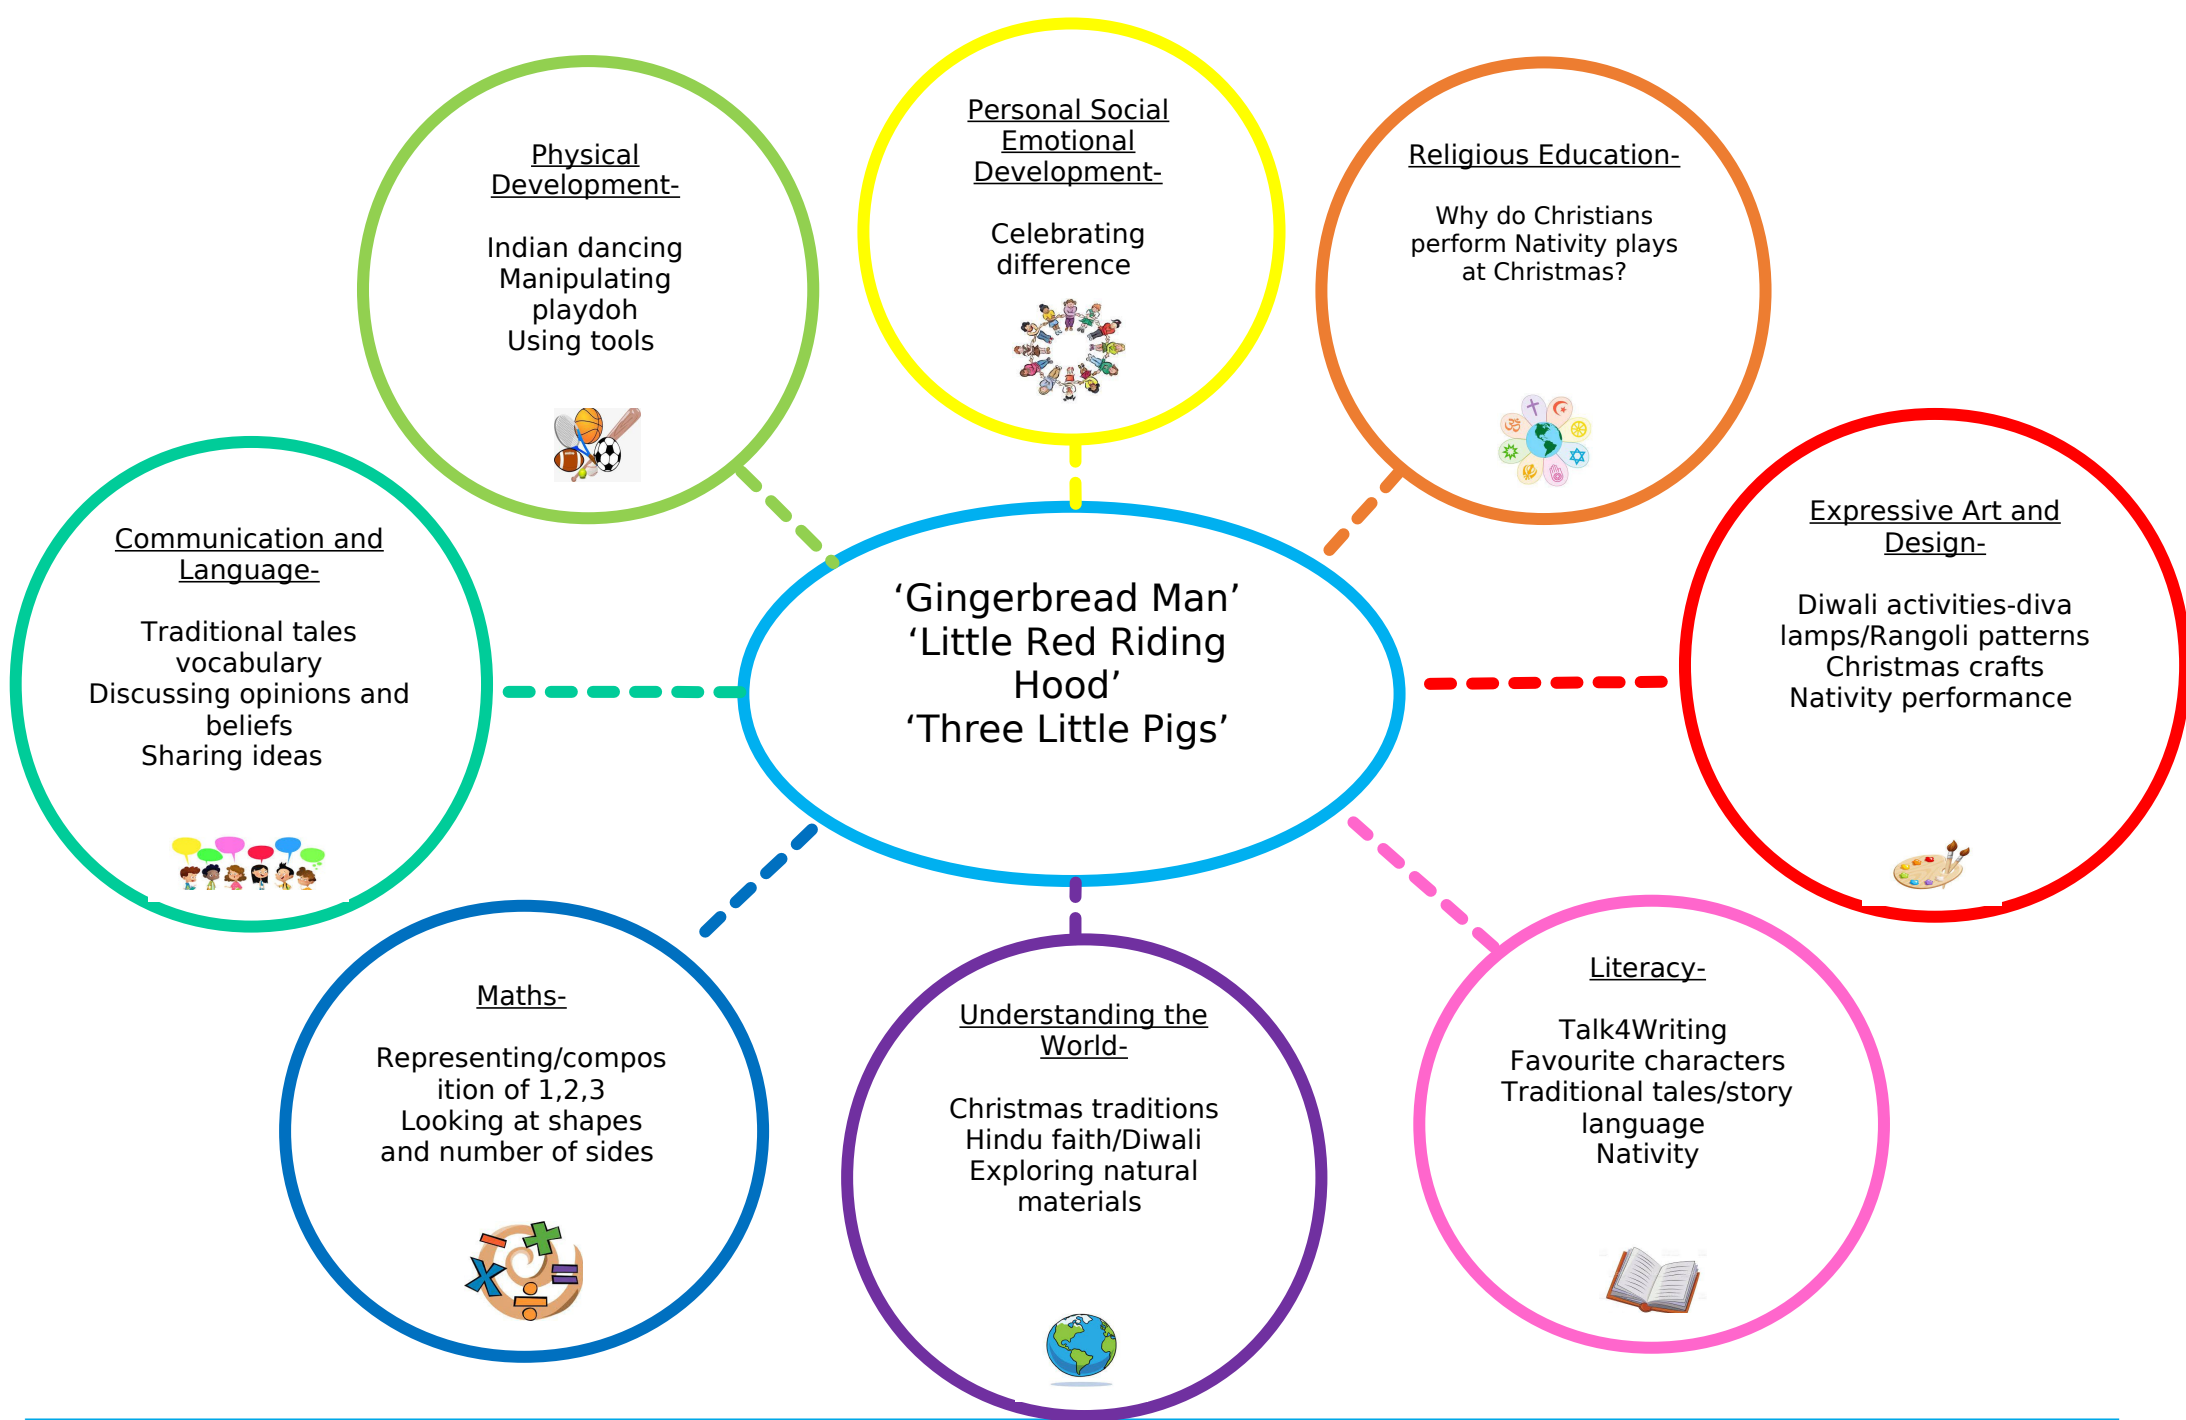 Personal Social
Emotional
Development-
Celebrating
difference
Physical
Development-
Indian dancing
Manipulating
playdoh
Using tools
Religious Education-
Why do Christians
perform Nativity plays
at Christmas?
Communication and
Language-
Traditional tales
vocabulary
Discussing opinions and
beliefs
Sharing ideas
‘Gingerbread Man’
‘Little Red Riding
Hood’
‘Three Little Pigs’
Expressive Art and
Design-
Diwali activities-diva
lamps/Rangoli patterns
Christmas crafts
Nativity performance
Maths-
Representing/compos
ition of 1,2,3
Looking at shapes
and number of sides
Understanding the
World-
Christmas traditions
Hindu faith/Diwali
Exploring natural
materials
Literacy-
Talk4Writing
Favourite characters
Traditional tales/story
language
Nativity